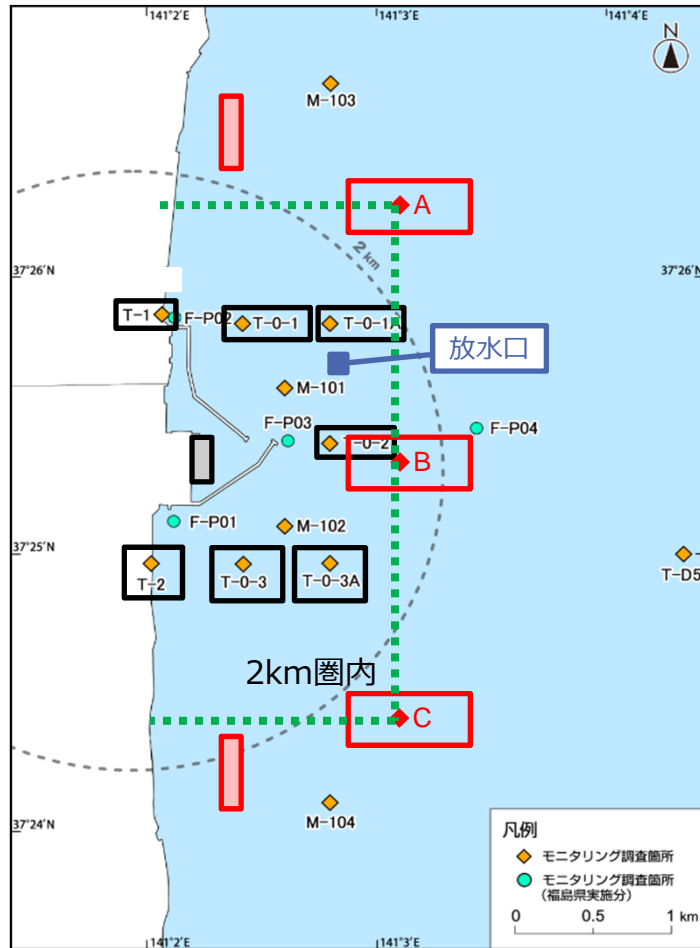 141°2′E
141°3′E
141°4′E
N
M-103
A
2 km
37°26′N
37°26′N
T-1
F-P02
T-0-1
T-0-1A
放水口
M-101
F-P03
T-0-2
F-P04
B
F-P01
M-102
37°25′N
T-2
T-0-3
T-0-3A
T-D5
2km圏内
C
37°24′N
M-104
凡例
モニタリング調査箇所
モニタリング調査箇所
(福島県実施分)
0 0.5 1 km
141°2′E
141°3′E